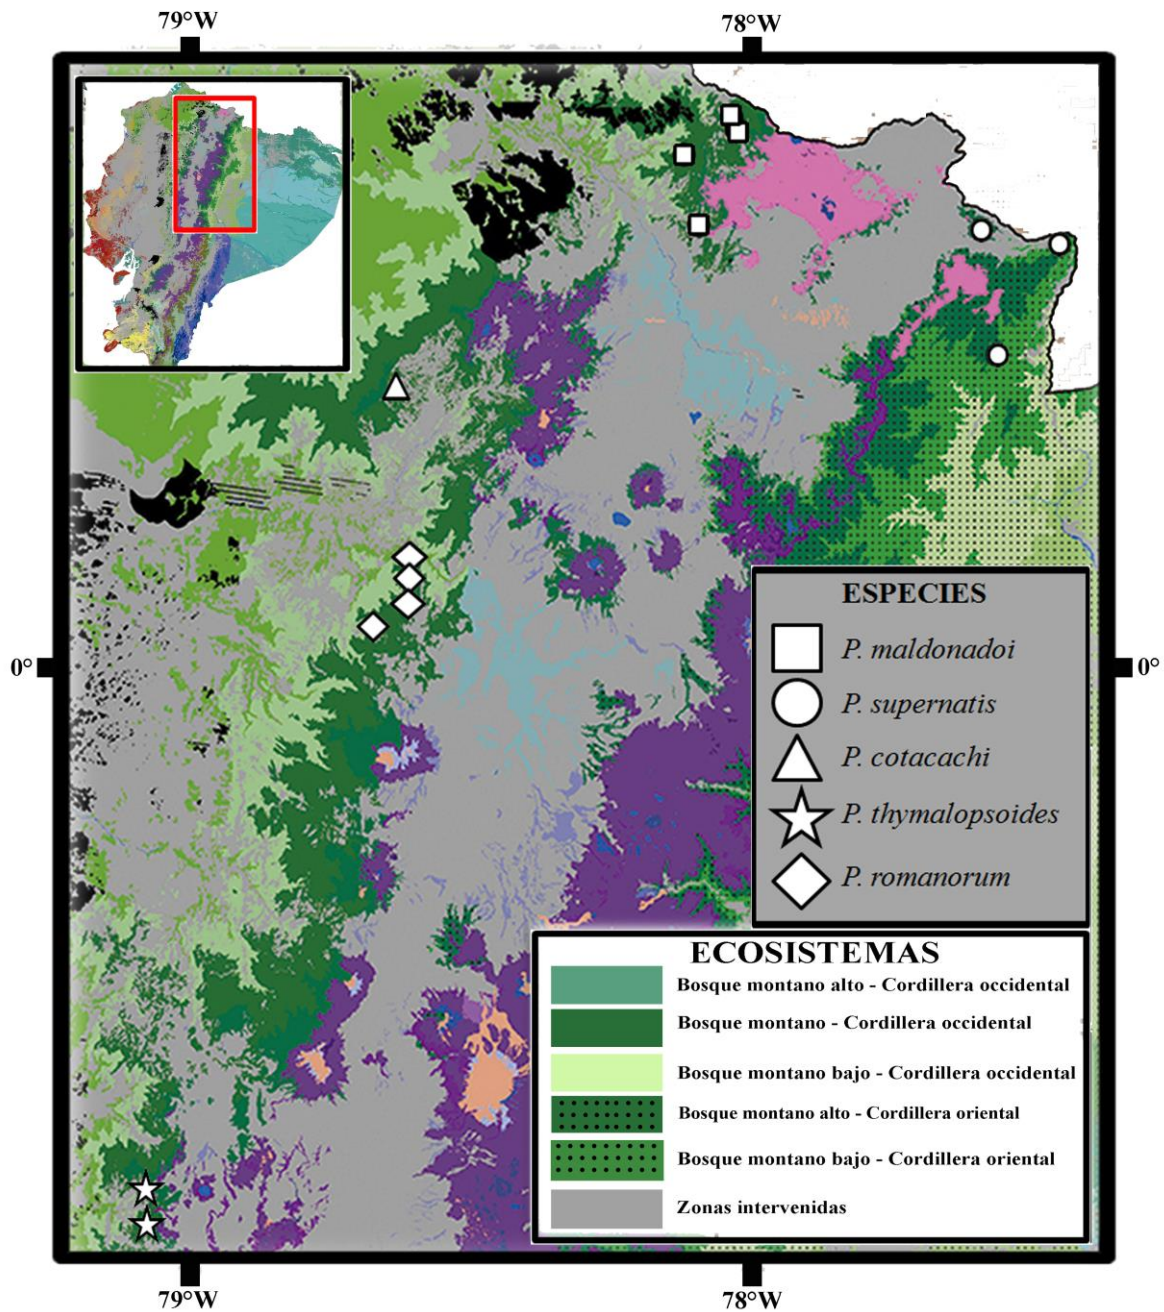 79°W
78°W
0°
0°
ESPECIES
P. maldonadoi
P. supernatis
P. cotacachi
P. thymalopsoides
P. romanorum
ECOSISTEMAS
Bosque montano alto - Cordillera occidental
Bosque montano - Cordillera occidental
Bosque montano bajo - Cordillera occidental
Bosque montano alto - Cordillera oriental
Bosque montano bajo - Cordillera oriental
Zonas intervenidas
79°W
78°W